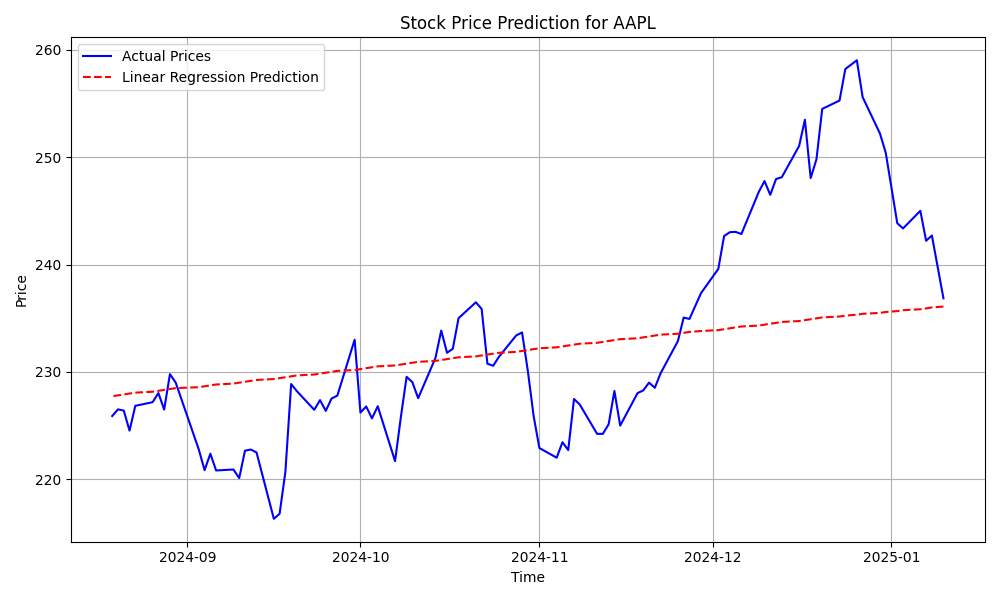 Stock Price Prediction for AAPL
Actual Prices
Linear Regression Prediction
260
250
240
230
220
Price
2024-09
2024-10
2024-11
2024-12
2025-01
Time